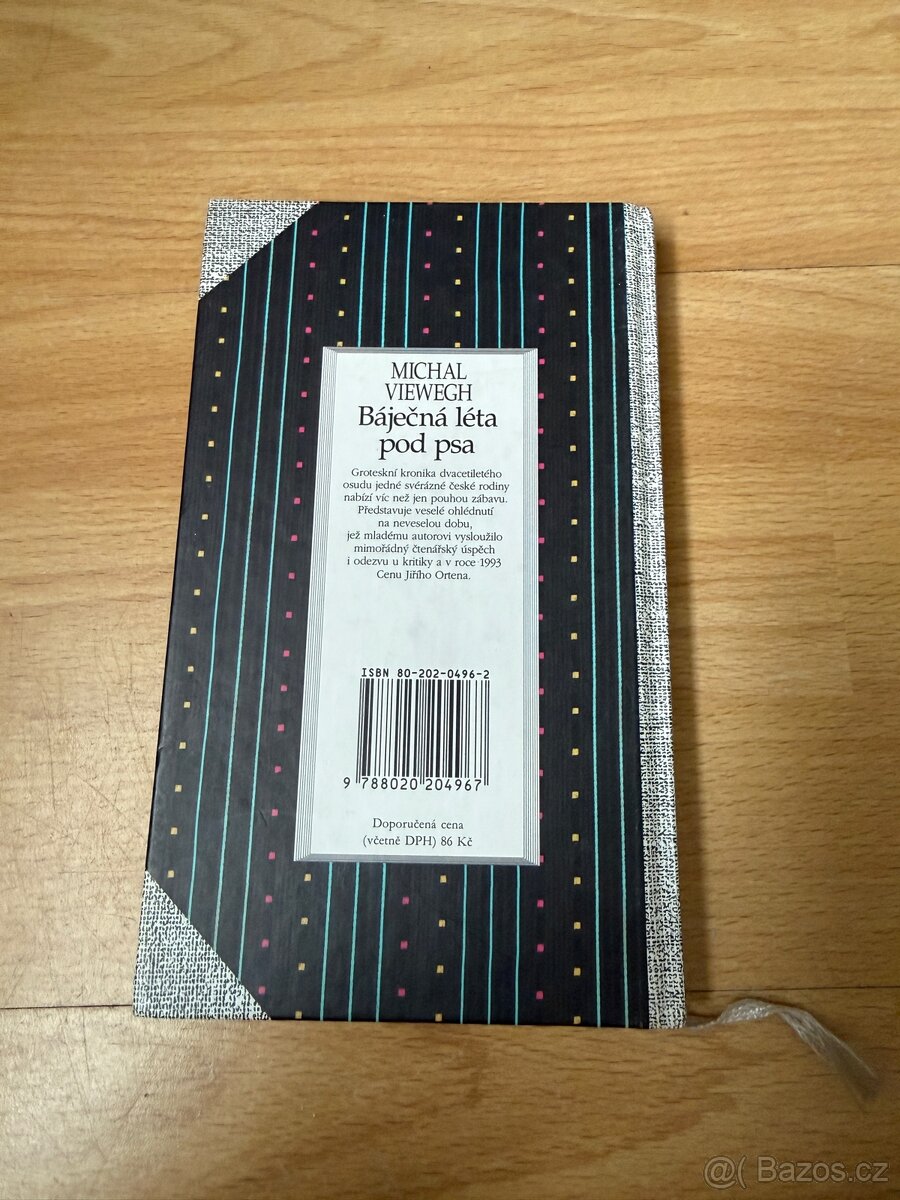 MICHAL
VIEWEGH
Báječná léta
pod psa
Groteskní kronika dvacetiletého
osudu jedné svérázné české rodiny
nabízí víc než jen pouhou zábavu.
Představuje veselé ohlédnutí
na neveselou dobu,
jež mladému autorovi vysloužilo
mimořádný čtenářský úspěch
i odezvu u kritiky a v roce 1993
Cenu Jiřího Ortena.
ISBN 80-202-0496-2
9 788020 204967
Doporučená cena
(včetně DPH) 86 Kč
@( Bazos.cz